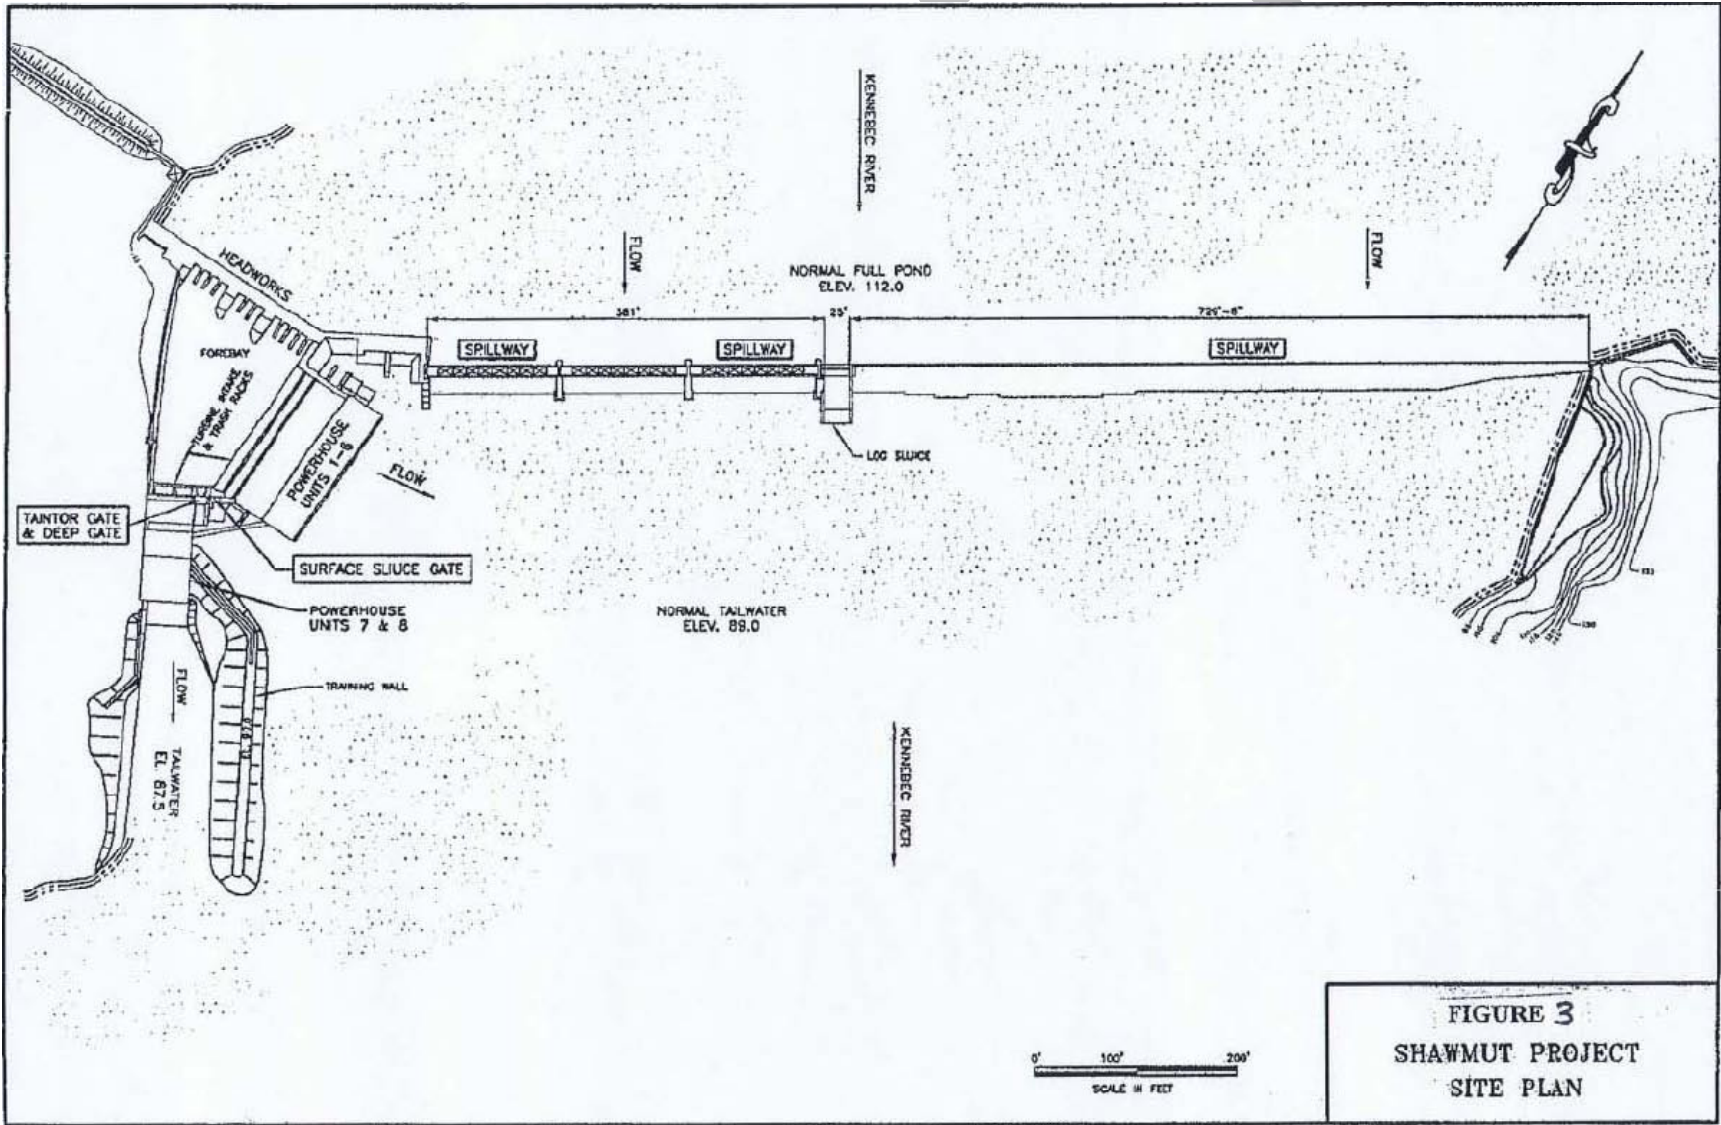 KENNEBEC RIVER
FLOW
FLOW
HEADWORKS
NORMAL FULL POND
ELEV. 112.0
381'
25'
729'-6"
SPILLWAY
SPILLWAY
SPILLWAY
FOREBAY
TURBINE INTAKE
& TRASH RACKS
POWERHOUSE
UNITS 1-6
FLOW
LOG SLUICE
TAINTOR GATE
& DEEP GATE
SURFACE SLIUCE GATE
POWERHOUSE
UNITS 7 & 8
NORMAL TAILWATER
ELEV. 89.0
TRAINING WALL
FLOW
TAILWATER
EL. 87.5
KENNEBEC RIVER
0' 100' 200'
SCALE IN FEET
FIGURE 3
SHAWMUT PROJECT
SITE PLAN